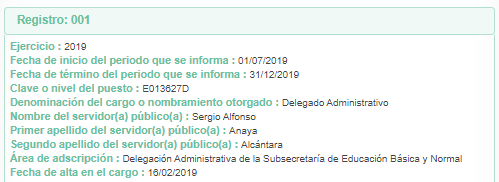 Registro: 001
Ejercicio : 2019
Fecha de inicio del periodo que se informa : 01/07/2019
Fecha de término del periodo que se informa : 31/12/2019
Clave o nivel del puesto : E013627D
Denominación del cargo o nombramiento otorgado : Delegado Administrativo
Nombre del servidor(a) público(a) : Sergio Alfonso
Primer apellido del servidor(a) público(a) : Anaya
Segundo apellido del servidor(a) público(a) : Alcántara
Área de adscripción : Delegación Administrativa de la Subsecretaría de Educación Básica y Normal
Fecha de alta en el cargo : 16/02/2019